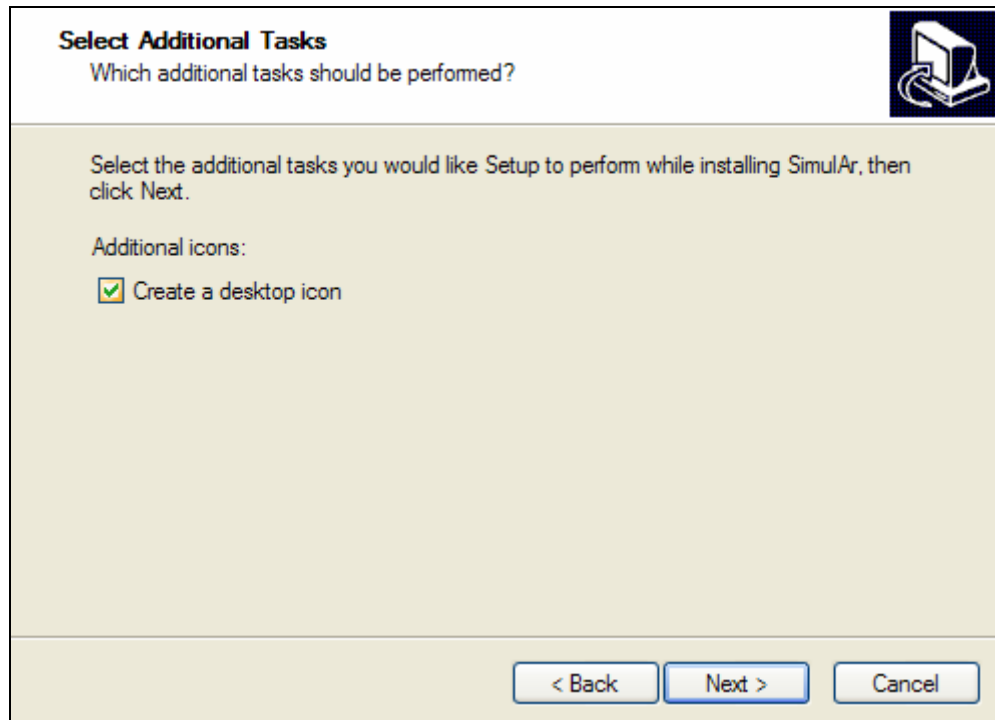 Select Additional Tasks
Which additional tasks should be performed?
Select the additional tasks you would like Setup to perform while installing SimulAr, then
click Next.
Additional icons:
Create a desktop icon
< Back
Next >
Cancel